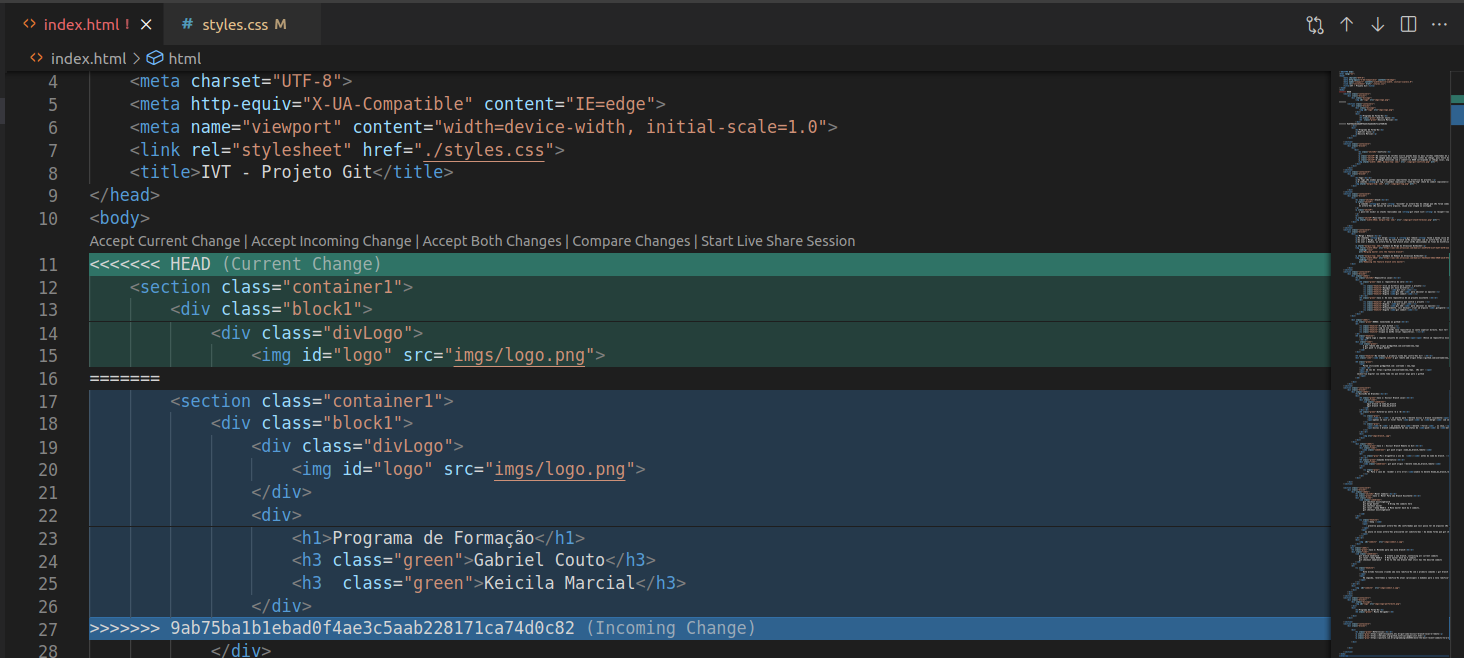 <> index.html ! × # styles.css M
<> index.html > html
4 <meta charset="UTF-8">
5 <meta http-equiv="X-UA-Compatible" content="IE=edge">
6 <meta name="viewport" content="width=device-width, initial-scale=1.0">
7 <link rel="stylesheet" href="./styles.css">
8 <title>IVT - Projeto Git</title>
9 </head>
10 <body>
Accept Current Change | Accept Incoming Change | Accept Both Changes | Compare Changes | Start Live Share Session
11 <<<<<<< HEAD (Current Change)
12 <section class="container1">
13 <div class="block1">
14 <div class="divLogo">
15 <img id="logo" src="imgs/logo.png">
16 =======
17 <section class="container1">
18 <div class="block1">
19 <div class="divLogo">
20 <img id="logo" src="imgs/logo.png">
21 </div>
22 <div>
23 <h1>Programa de Formação</h1>
24 <h3 class="green">Gabriel Couto</h3>
25 <h3  class="green">Keicila Marcial</h3>
26 </div>
27 >>>>>>> 9ab75ba1b1ebad0f4ae3c5aab228171ca74d0c82 (Incoming Change)
28 </div>